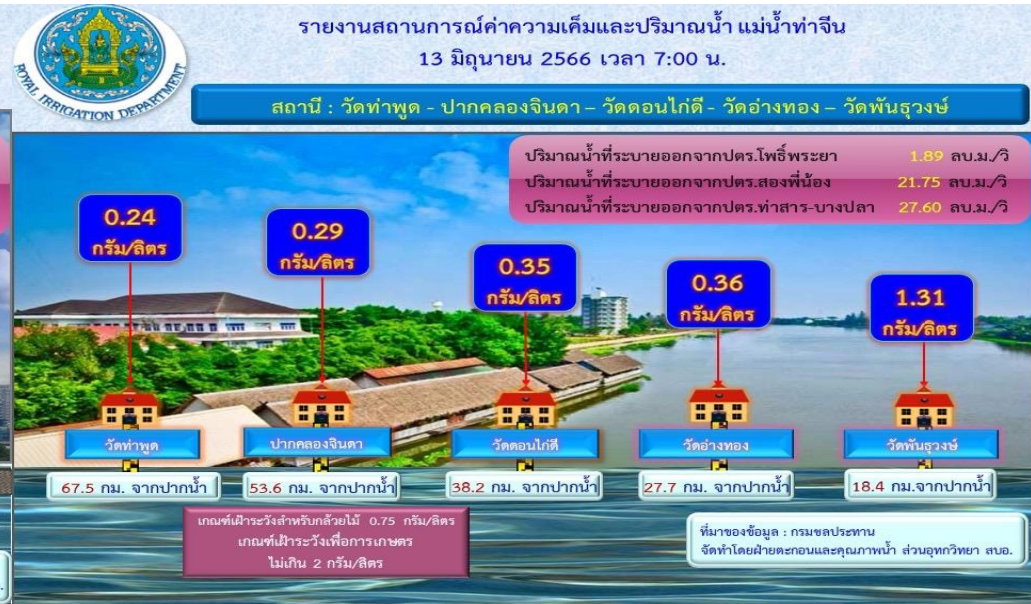 รายงานสถานการณ์ค่าความเค็มและปริมาณน้ำ แม่น้ำท่าจีน
13 มิถุนายน 2566 เวลา 7:00 น.
ROYAL IRRIGATION DEPARTMENT
สถานี : วัดท่าพูด - ปากคลองจินดา – วัดดอนไก่ดี - วัดอ่างทอง – วัดพันธุวงษ์
ปริมาณน้ำที่ระบายออกจากปตร.โพธิ์พระยา 1.89 ลบ.ม./วิ
ปริมาณน้ำที่ระบายออกจากปตร.สองพี่น้อง 21.75 ลบ.ม./วิ
ปริมาณน้ำที่ระบายออกจากปตร.ท่าสาร-บางปลา 27.60 ลบ.ม./วิ
0.24
กรัม/ลิตร
0.29
กรัม/ลิตร
0.35
กรัม/ลิตร
0.36
กรัม/ลิตร
1.31
กรัม/ลิตร
วัดท่าพูด
ปากคลองจินดา
วัดดอนไก่ดี
วัดอ่างทอง
วัดพันธุวงษ์
67.5 กม. จากปากน้ำ
53.6 กม. จากปากน้ำ
38.2 กม. จากปากน้ำ
27.7 กม. จากปากน้ำ
18.4 กม.จากปากน้ำ
เกณฑ์เฝ้าระวังสำหรับกล้วยไม้ 0.75 กรัม/ลิตร
เกณฑ์เฝ้าระวังเพื่อการเกษตร
ไม่เกิน 2 กรัม/ลิตร
ที่มาของข้อมูล : กรมชลประทาน
จัดทำโดยฝ่ายตะกอนและคุณภาพน้ำ ส่วนอุทกวิทยา สบอ.